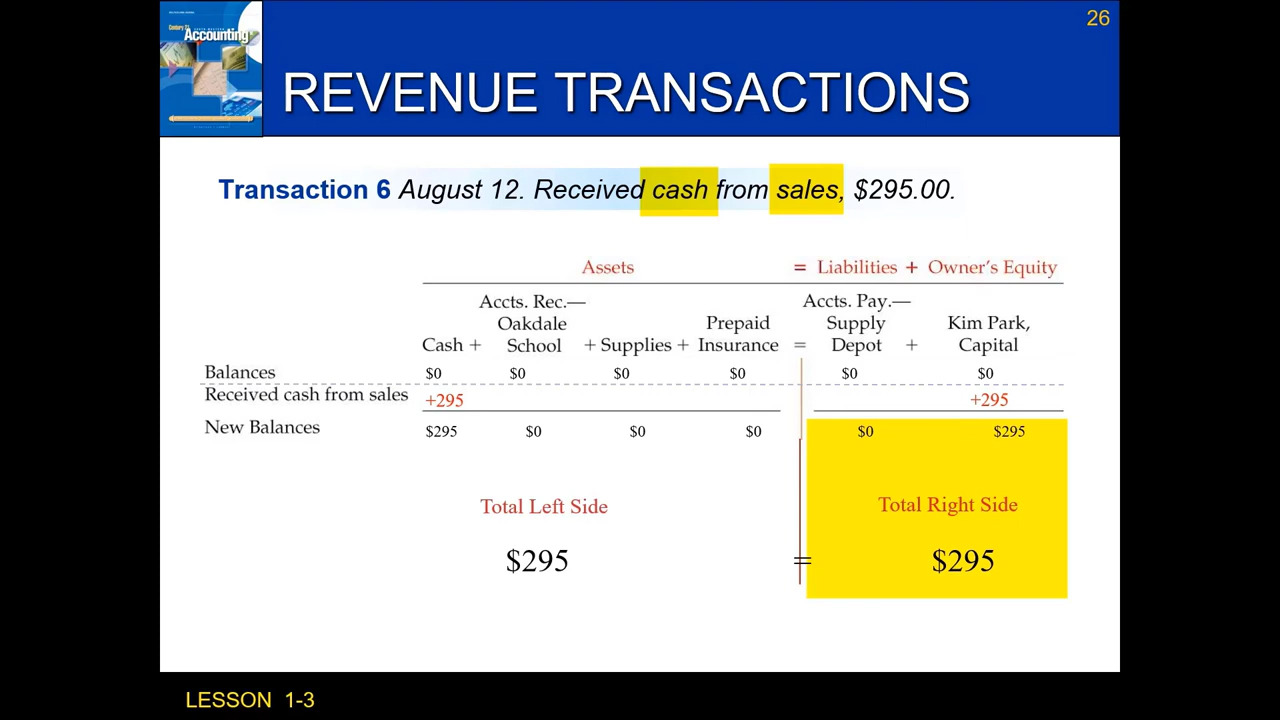 26
Century 21
Accounting
REVENUE TRANSACTIONS
Transaction 6 August 12. Received cash from sales, $295.00.
Assets = Liabilities + Owner's Equity
Accts. Rec.— Accts. Pay.—
Oakdale Prepaid Supply Kim Park,
Cash + School + Supplies + Insurance = Depot + Capital
Balances $0 $0 $0 $0 $0 $0
Received cash from sales +295 +295
New Balances $295 $0 $0 $0 $0 $295
Total Left Side Total Right Side
$295 = $295
LESSON 1-3